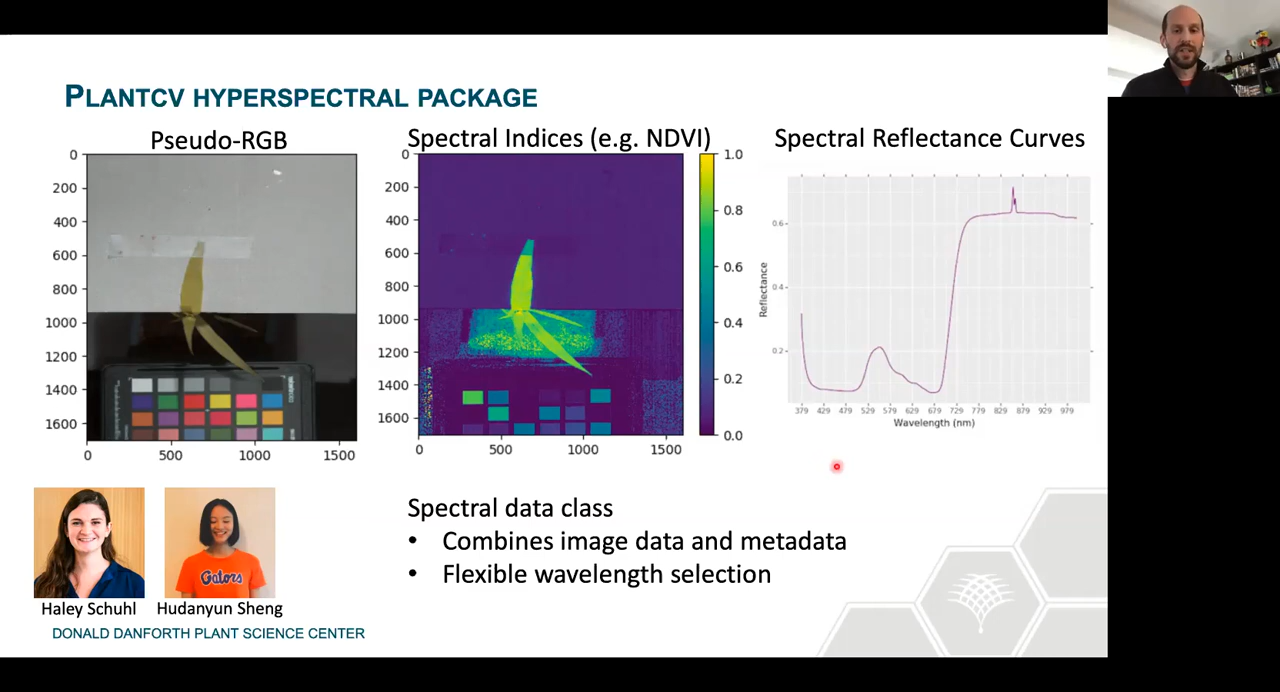 PLANTCV HYPERSPECTRAL PACKAGE
Pseudo-RGB
0
200
400
600
800
1000
1200
1400
1600
0
500
1000
1500
Spectral Indices (e.g. NDVI)
0
200
400
600
800
1000
1200
1400
1600
0
500
1000
1500
1.0
0.8
0.6
0.4
0.2
0.0
Spectral Reflectance Curves
Reflectance
0.6
0.4
0.2
379 429 479 529 579 629 679 729 779 829 879 929 979
Wavelength (nm)
Gators
Haley Schuhl
Hudanyun Sheng
Spectral data class
• Combines image data and metadata
• Flexible wavelength selection
DONALD DANFORTH PLANT SCIENCE CENTER